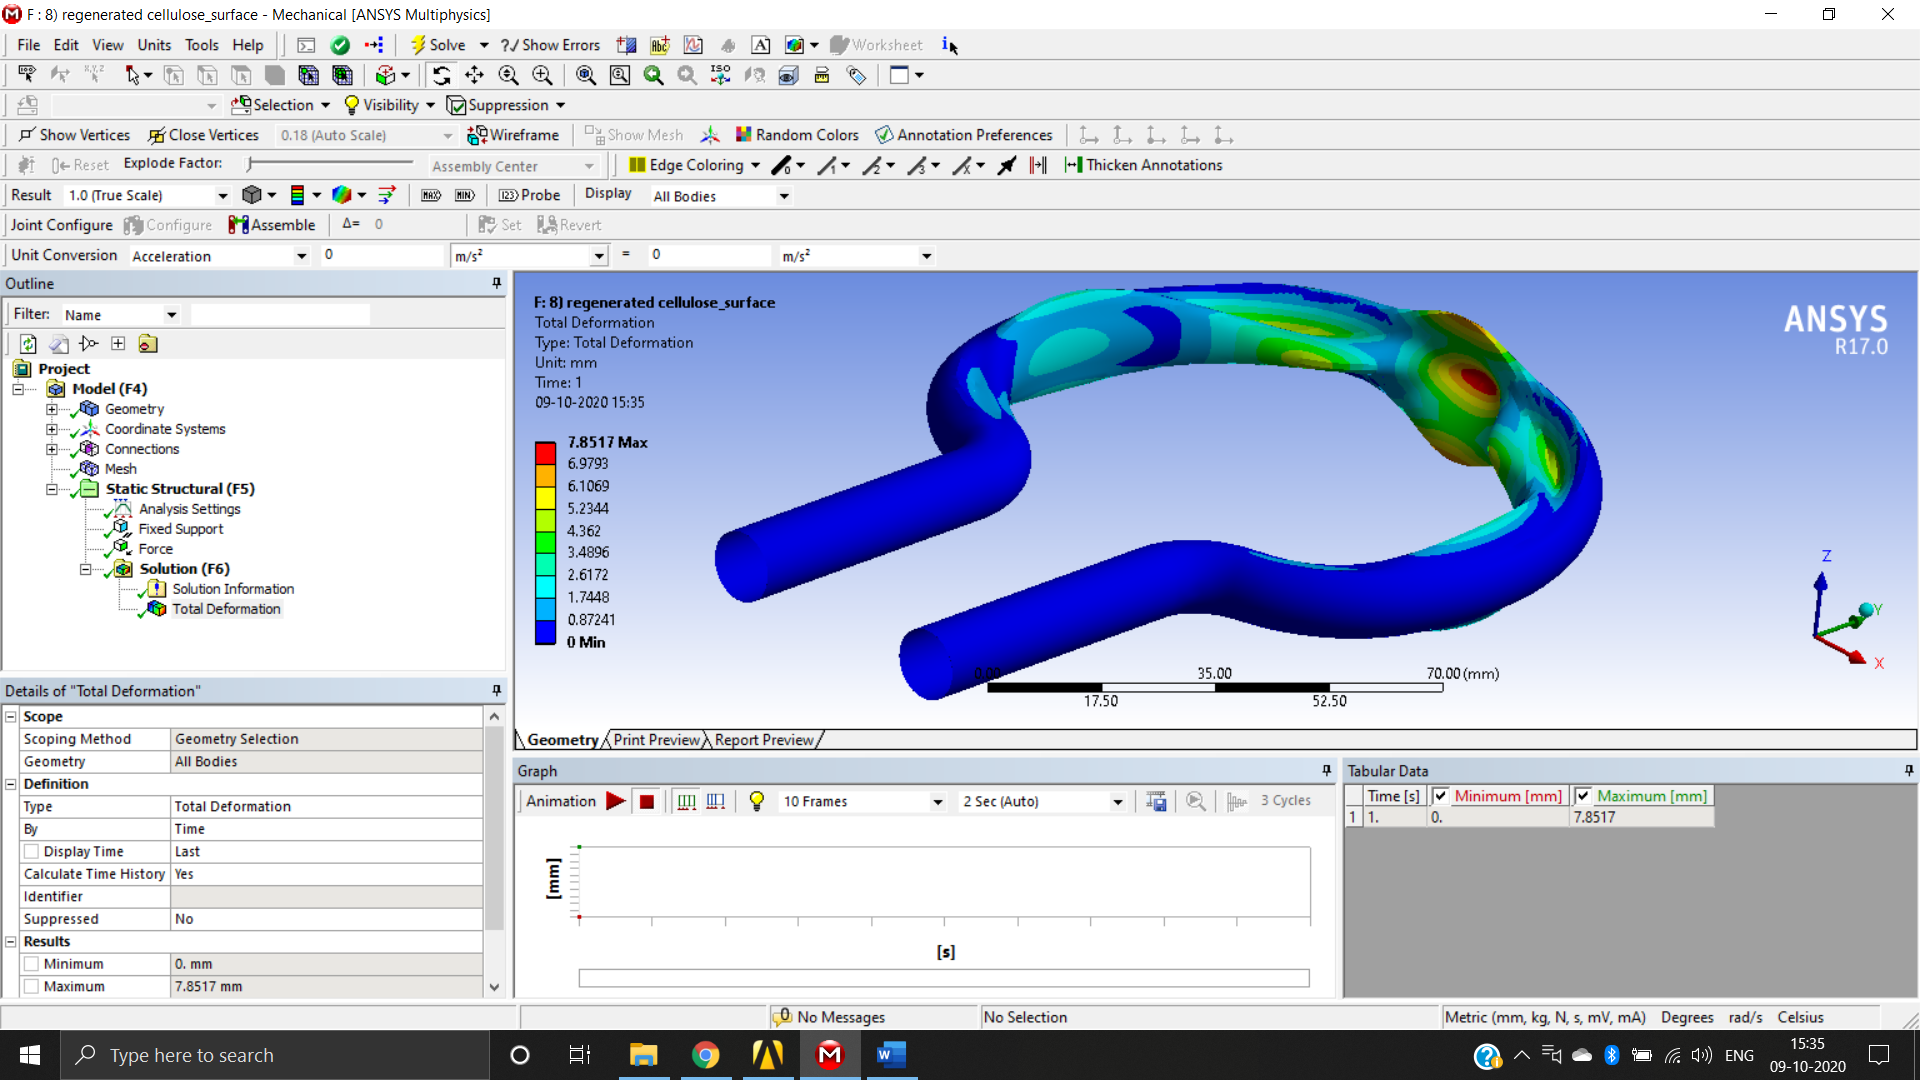 F : 8) regenerated cellulose_surface - Mechanical [ANSYS Multiphysics]
File Edit View Units Tools Help Solve ?/ Show Errors Worksheet
Selection Visibility Suppression
Show Vertices Close Vertices 0.18 (Auto Scale) Wireframe Show Mesh Random Colors Annotation Preferences
Reset Explode Factor: Assembly Center Edge Coloring Thicken Annotations
Result 1.0 (True Scale) MAX MIN Probe Display All Bodies
Joint Configure Configure Assemble Δ= 0 Set Revert
Unit Conversion Acceleration 0 m/s² = 0 m/s²
Outline
Filter: Name
Project
Model (F4)
Geometry
Coordinate Systems
Connections
Mesh
Static Structural (F5)
Analysis Settings
Fixed Support
Force
Solution (F6)
Solution Information
Total Deformation
Details of "Total Deformation"
Scope
Scoping Method Geometry Selection
Geometry All Bodies
Definition
Type Total Deformation
By Time
Display Time Last
Calculate Time History Yes
Identifier
Suppressed No
Results
Minimum 0. mm
Maximum 7.8517 mm
F: 8) regenerated cellulose_surface
Total Deformation
Type: Total Deformation
Unit: mm
Time: 1
09-10-2020 15:35
7.8517 Max
6.9793
6.1069
5.2344
4.362
3.4896
2.6172
1.7448
0.87241
0 Min
ANSYS
R17.0
Z
Y
X
0.00 35.00 70.00 (mm)
17.50 52.50
Geometry Print Preview Report Preview
Graph
Animation 10 Frames 2 Sec (Auto) 3 Cycles
[mm]
[s]
Tabular Data
Time [s] Minimum [mm] Maximum [mm]
1 1. 0. 7.8517
0 No Messages No Selection Metric (mm, kg, N, s, mV, mA) Degrees rad/s Celsius
Type here to search
ENG
15:35
09-10-2020